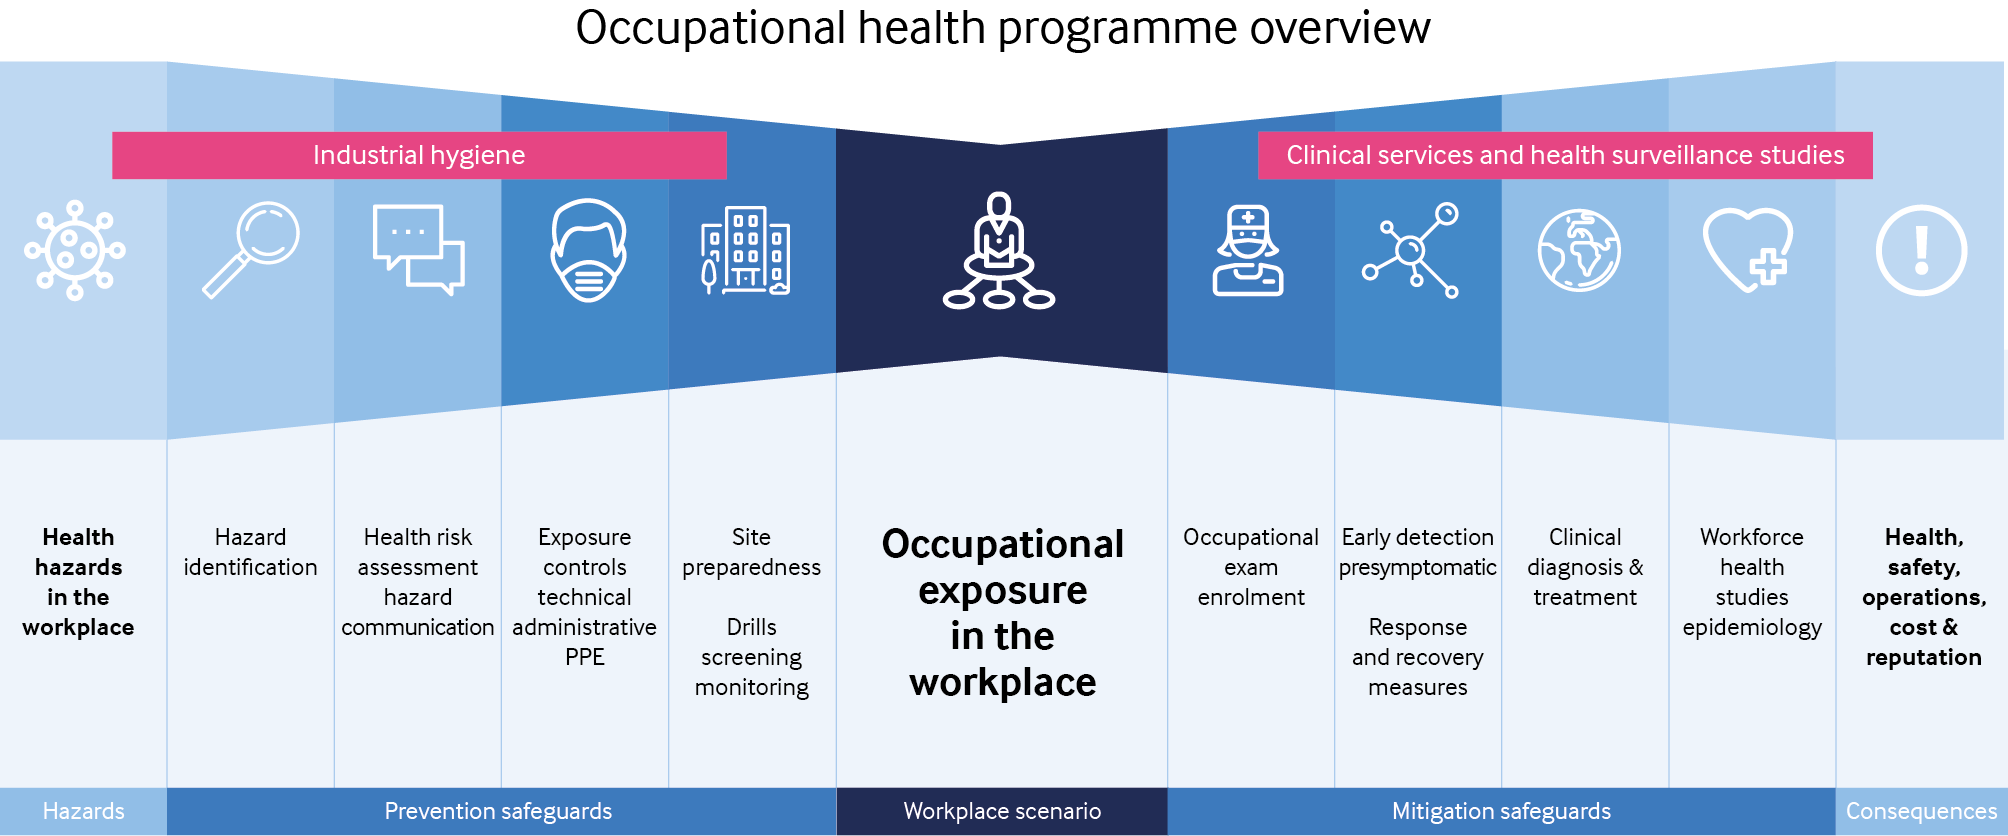 Occupational health programme overview
Industrial hygiene
Clinical services and health surveillance studies
Health
hazards
in the
workplace
Hazard
identification
Health risk
assessment
hazard
communication
Exposure
controls
technical
administrative
PPE
Site
preparedness
Drills
screening
monitoring
Occupational
exposure
in the
workplace
Occupational
exam
enrolment
Early detection
presymptomatic
Response
and recovery
measures
Clinical
diagnosis &
treatment
Workforce
health
studies
epidemiology
Health,
safety,
operations,
cost &
reputation
Hazards
Prevention safeguards
Workplace scenario
Mitigation safeguards
Consequences